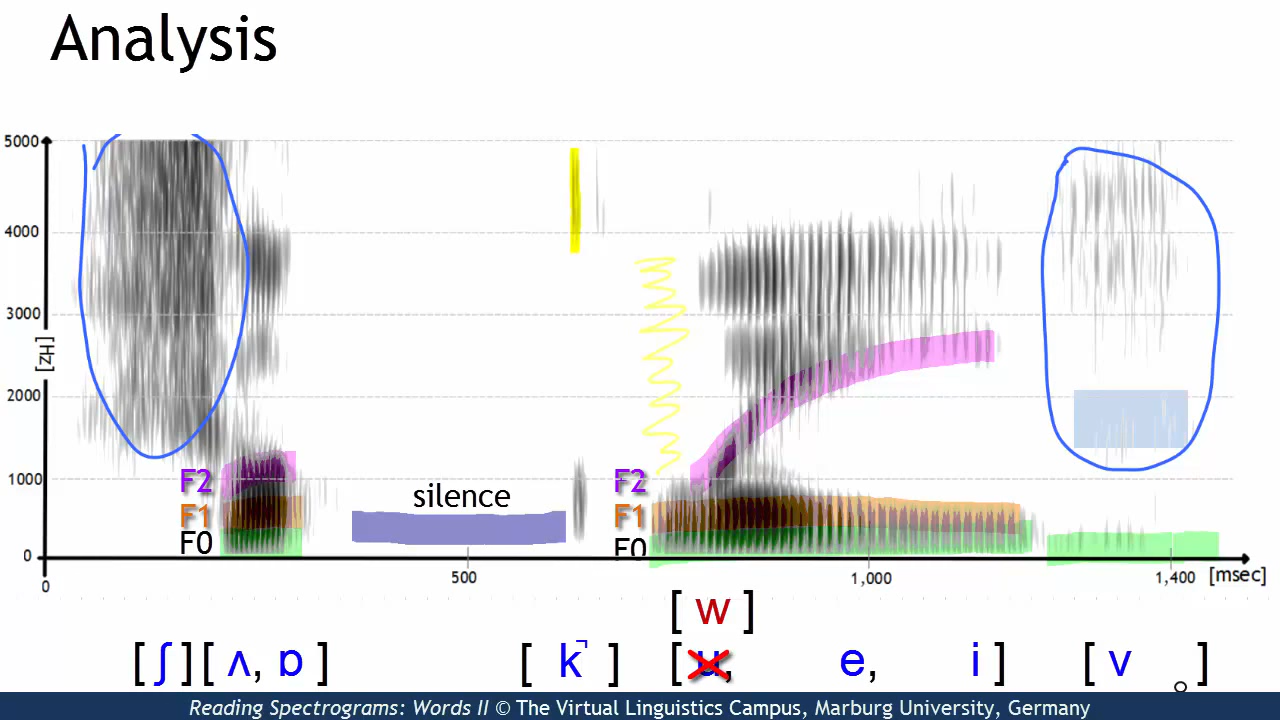 Analysis
5000
4000
3000
[Hz]
2000
1000
0
F2
F1
F0
silence
F2
F1
F0
0
500
1,000
1,400
[msec]
[ w ]
[ ʃ ] [ ʌ, ɒ ] [ k̚ ] [ u, e, i ] [ v̥ ]
Reading Spectrograms: Words II © The Virtual Linguistics Campus, Marburg University, Germany